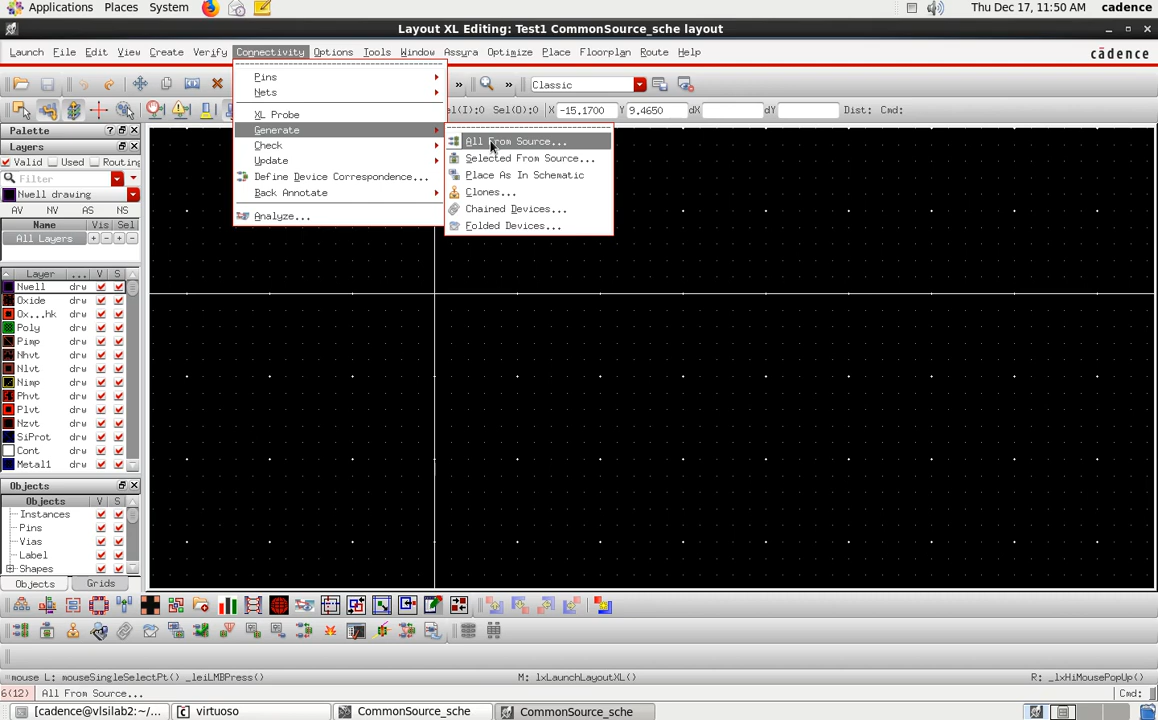 Applications Places System Thu Dec 17, 11:50 AM cadence
Layout XL Editing: Test1 CommonSource_sche layout
Launch File Edit View Create Verify Connectivity Options Tools Window Assura Optimize Place Floorplan Route Help cādence
Classic
el(I):0 Sel(O):0 X -15.1700 Y 9.4650 dX dY Dist: Cmd:
Pins
Nets
XL Probe
Generate
Check
Update
Define Device Correspondence...
Back Annotate
Analyze...
All From Source...
Selected From Source...
Place As In Schematic
Clones...
Chained Devices...
Folded Devices...
Palette
Layers
Valid Used Routing
Filter
Nwell drawing
AV NV AS NS
Name Vis Sel
All Layers
Layer ... V S
Nwell drw
Oxide drw
Ox...hk drw
Poly drw
Pimp drw
Nhvt drw
Nlvt drw
Nimp drw
Phvt drw
Plvt drw
Nzvt drw
SiProt drw
Cont drw
Metal1 drw
Objects
Objects V S
Instances
Pins
Vias
Label
Shapes
Objects Grids
mouse L: mouseSingleSelectPt() _leiLMBPress() M: lxLaunchLayoutXL() R: _lxHiMousePopUp()
6(12) All From Source... Cmd:
[cadence@vlsilab2:~/... virtuoso CommonSource_sche CommonSource_sche